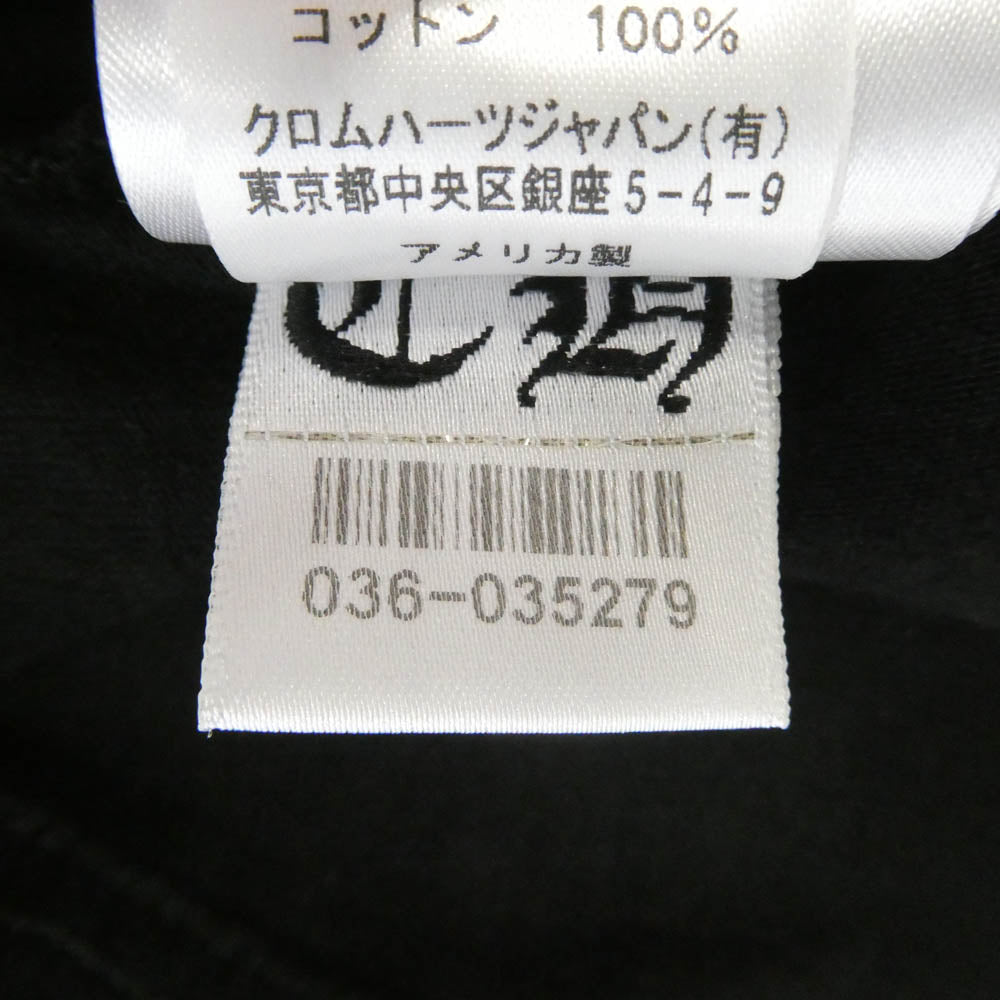 コットン 100%
クロムハーツジャパン(有)
東京都中央区銀座5-4-9
アメリカ製
CH
036-035279